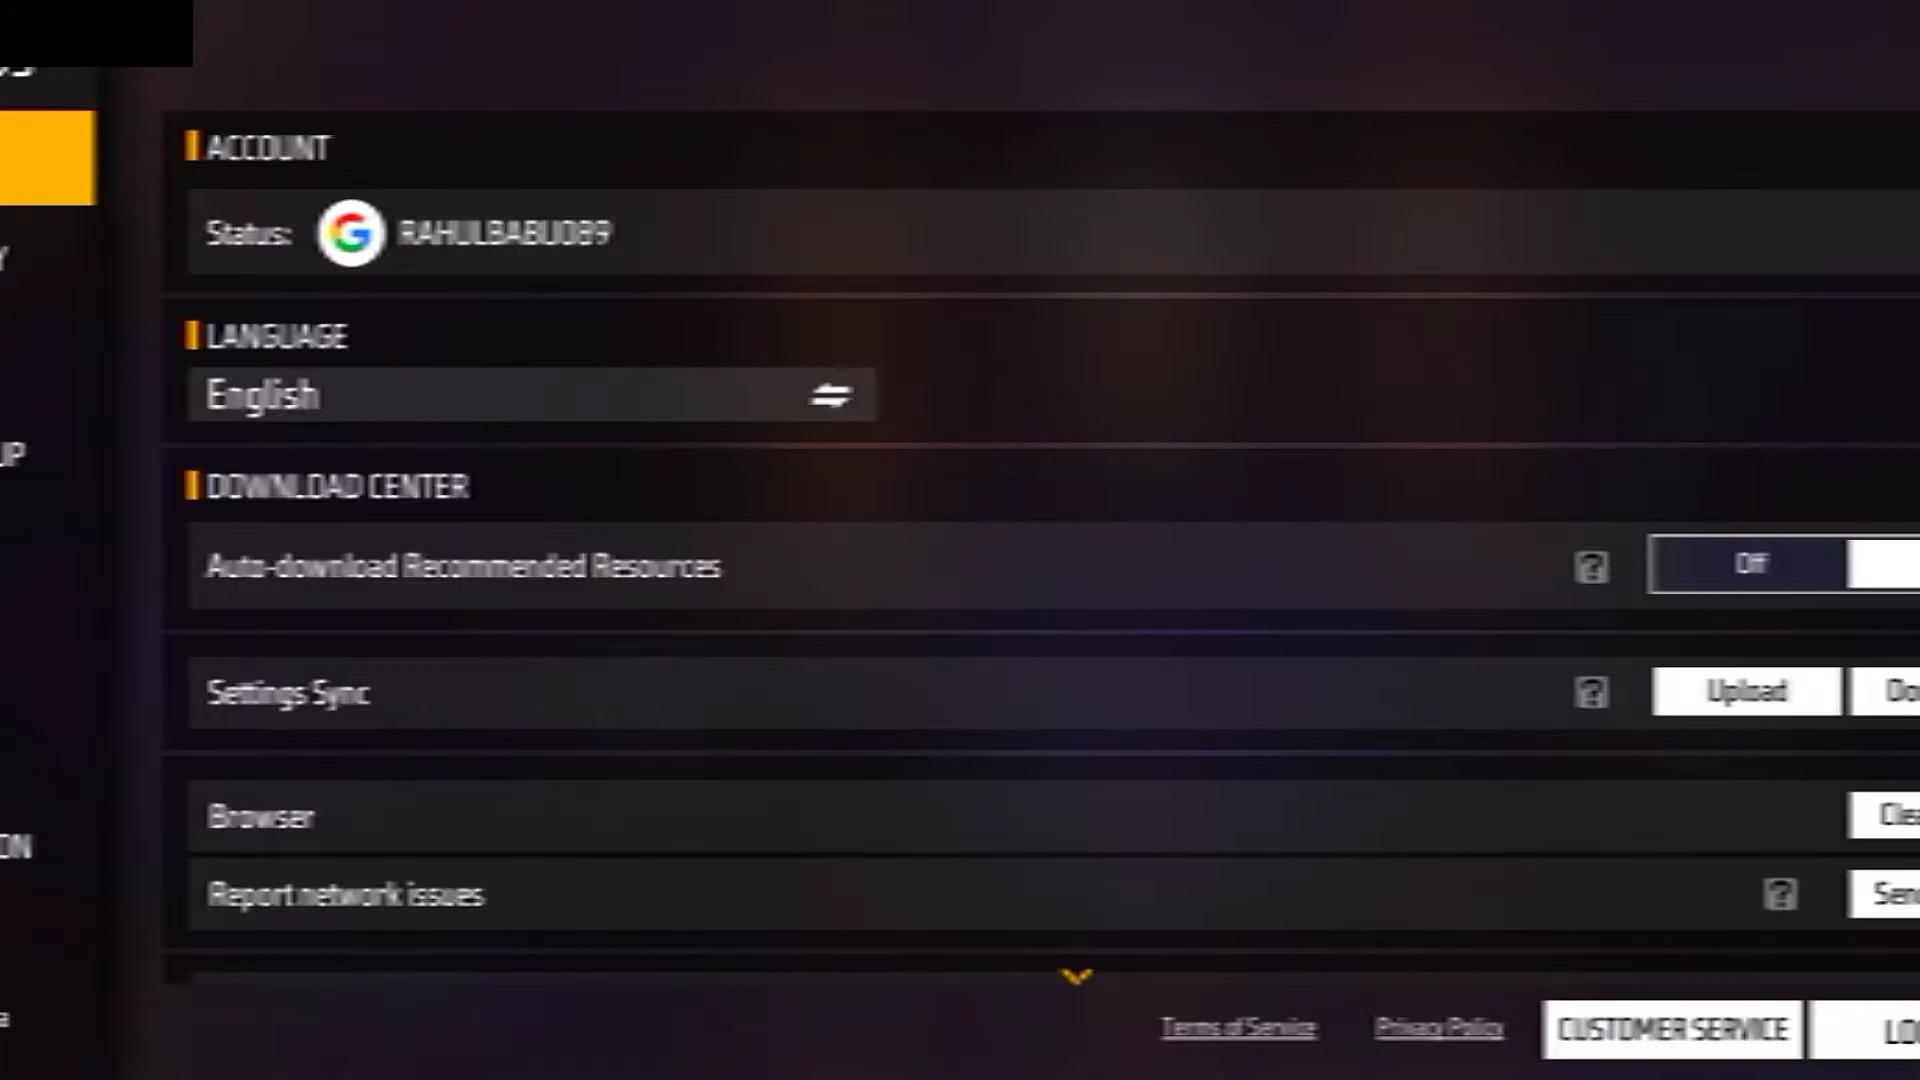 ACCOUNT
Status: RAHULBABU089
LANGUAGE
English
DOWNLOAD CENTER
Auto-download Recommended Resources
Off
Settings Sync
Upload
Browser
Report network issues
Terms of Service
Privacy Policy
CUSTOMER SERVICE